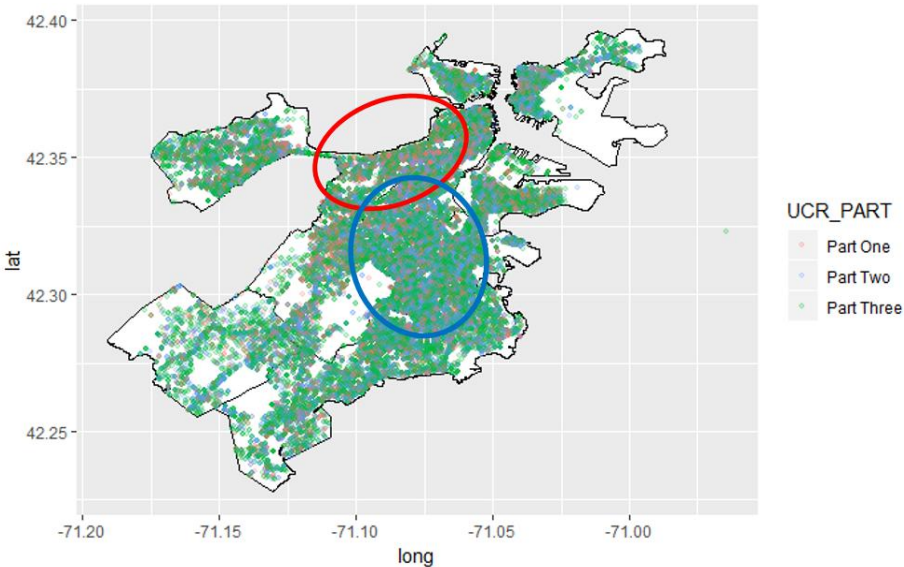 42.40
42.35
42.30
42.25
lat
-71.20
-71.15
-71.10
-71.05
-71.00
long
UCR_PART
Part One
Part Two
Part Three